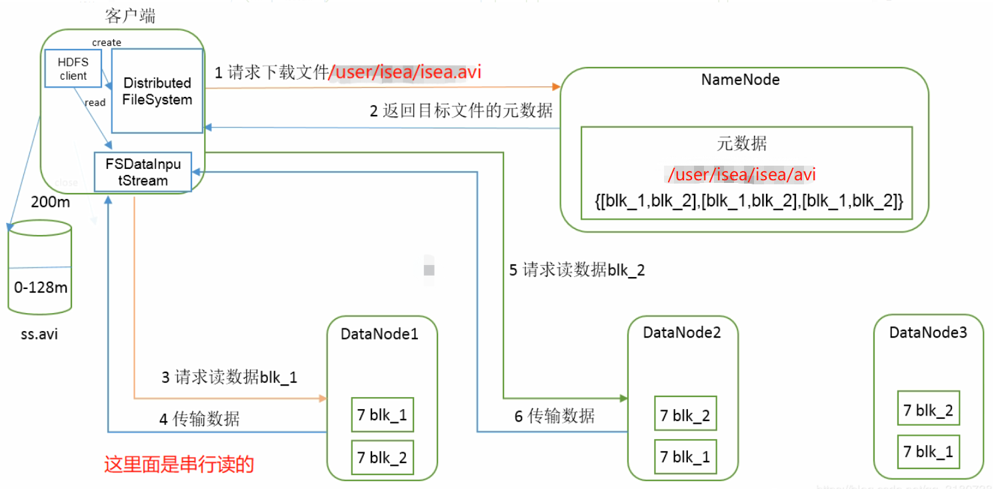 客户端
create
HDFS
client
Distributed
FileSystem
read
FSDataInpu
tStream
200m
0-128m
ss.avi
1 请求下载文件/user/isea/isea.avi
2 返回目标文件的元数据
NameNode
元数据
/user/isea/isea/avi
{[blk_1,blk_2],[blk_1,blk_2],[blk_1,blk_2]}
5 请求读数据blk_2
3 请求读数据blk_1
4 传输数据
6 传输数据
这里面是串行读的
DataNode1
7 blk_1
7 blk_2
DataNode2
7 blk_2
7 blk_1
DataNode3
7 blk_2
7 blk_1